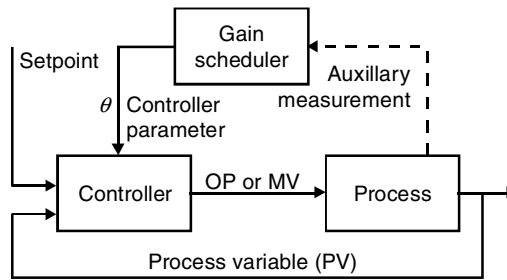 Gain
scheduler
Setpoint
Auxillary
measurement
θ Controller
parameter
Controller
OP or MV
Process
Process variable (PV)